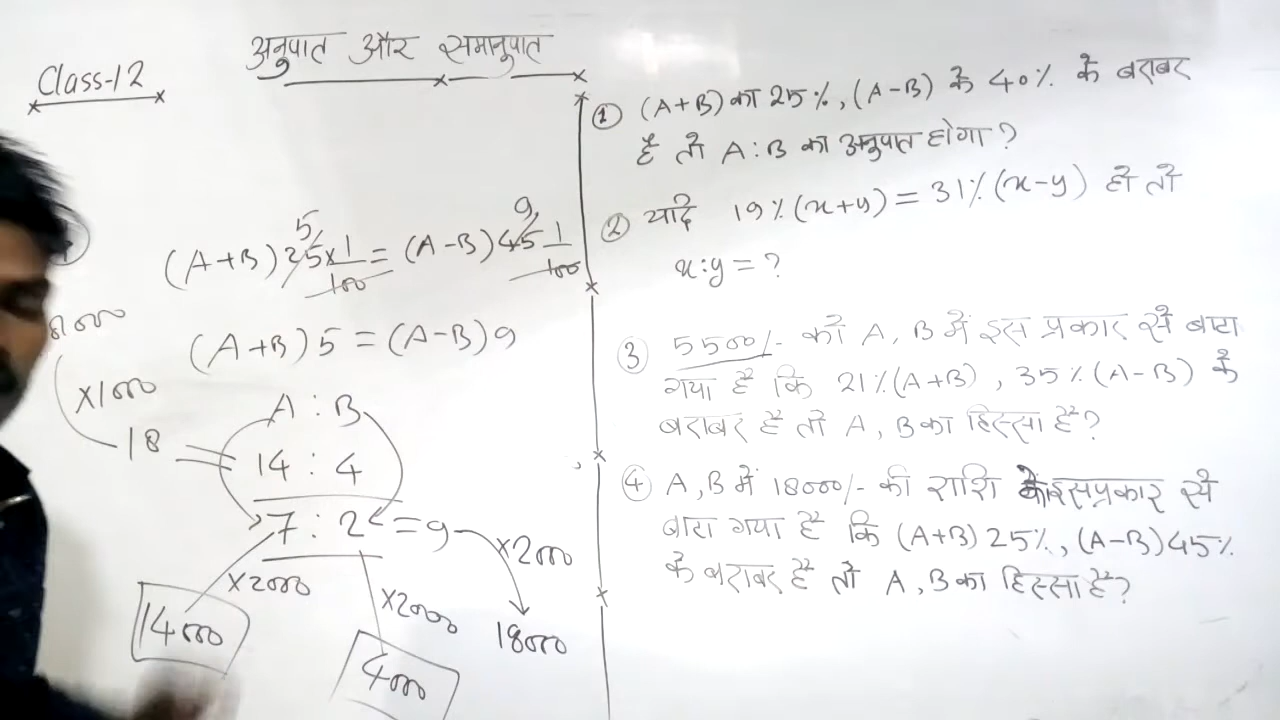 अनुपात और समानुपात
Class-12
(A+B) 25 × 1/100 = (A-B) 45 1/100
5 9
(A+B) 5 = (A-B) 9
×1000
A : B
18 = 14 : 4
7 : 2 = 9
×2000
×2000
×2000
14000
4000
18000
① (A+B) का 25%, (A-B) के 40% के बराबर
है तो A:B का अनुपात होगा ?
② यदि 19%(x+y) = 31%(x-y) हो तो
x:y = ?
③ 5500/- को A, B में इस प्रकार से बाटा
गया है कि 21%(A+B), 35%(A-B) के
बराबर है तो A, B का हिस्सा है?
④ A, B में 18000/- की राशि को इसप्रकार से
बाटा गया है कि (A+B) 25%, (A-B) 45%
के बराबर है तो A, B का हिस्सा है?